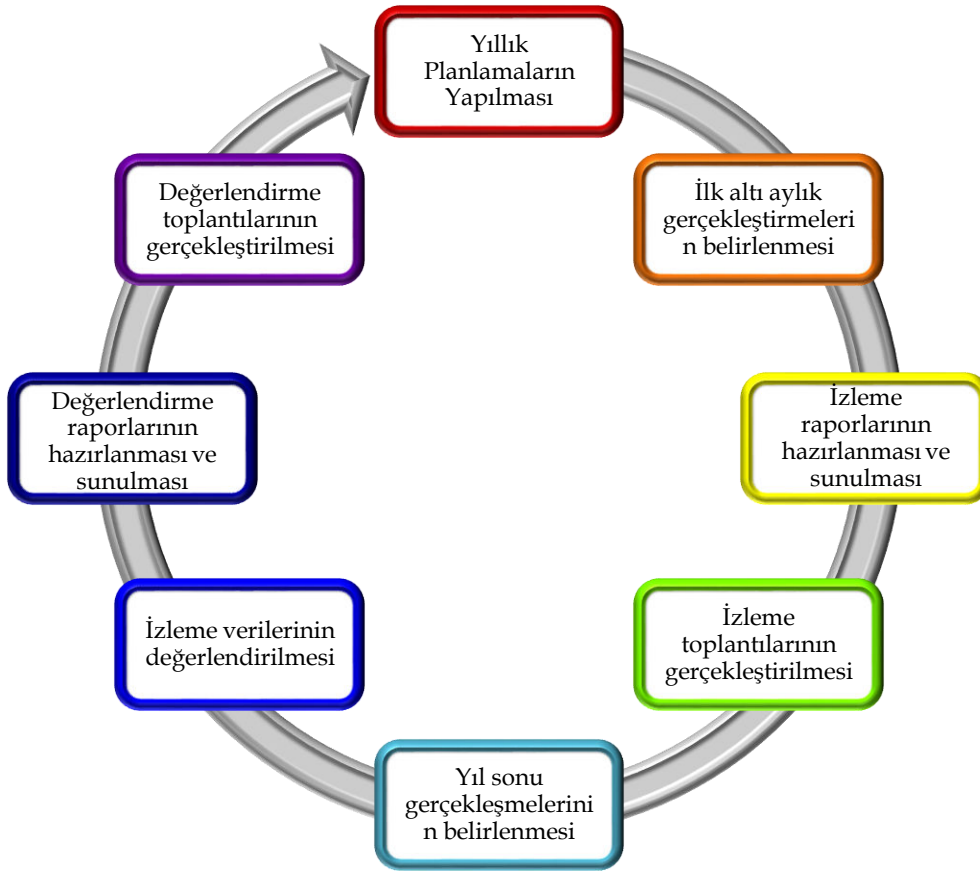 Yıllık
Planlamaların
Yapılması
İlk altı aylık
gerçekleştirmeleri
n belirlenmesi
İzleme
raporlarının
hazırlanması ve
sunulması
İzleme
toplantılarının
gerçekleştirilmesi
Yıl sonu
gerçekleşmelerini
n belirlenmesi
İzleme verilerinin
değerlendirilmesi
Değerlendirme
raporlarının
hazırlanması ve
sunulması
Değerlendirme
toplantılarının
gerçekleştirilmesi